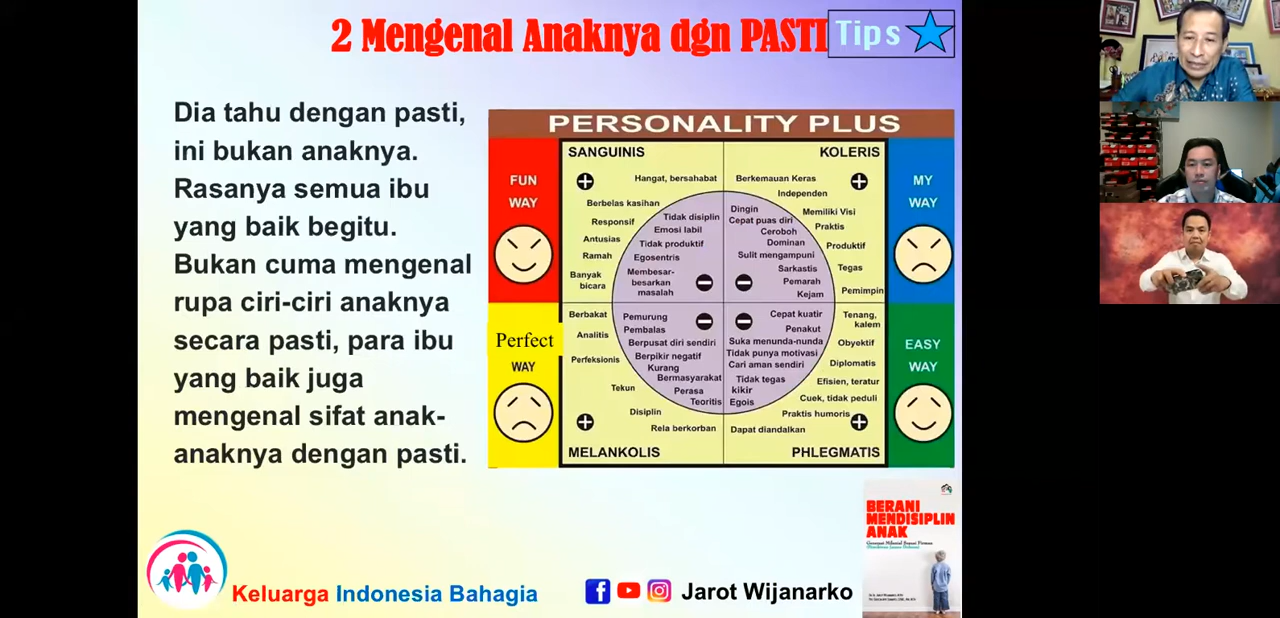 2 Mengenal Anaknya dgn PASTI
Tips
Dia tahu dengan pasti,
ini bukan anaknya.
Rasanya semua ibu
yang baik begitu.
Bukan cuma mengenal
rupa ciri-ciri anaknya
secara pasti, para ibu
yang baik juga
mengenal sifat anak-
anaknya dengan pasti.
PERSONALITY PLUS
FUN
WAY
SANGUINIS
Hangat, bersahabat
Berbelas kasihan
Responsif
Antusias
Ramah
Banyak
bicara
Tidak disiplin
Emosi labil
Tidak produktif
Egosentris
Membesar-
besarkan
masalah
KOLERIS
Berkemauan Keras
Independen
Memiliki Visi
Praktis
Produktif
Tegas
Pemimpin
Dingin
Cepat puas diri
Ceroboh
Dominan
Sulit mengampuni
Sarkastis
Pemarah
Kejam
MY
WAY
Perfect
WAY
Berbakat
Analitis
Perfeksionis
Tekun
Disiplin
Rela berkorban
Pemurung
Pembalas
Berpusat diri sendiri
Berpikir negatif
Kurang
Bermasyarakat
Perasa
Teoritis
MELANKOLIS
Cepat kuatir
Penakut
Suka menunda-nunda
Tidak punya motivasi
Cari aman sendiri
Tidak tegas
kikir
Egois
Tenang,
kalem
Obyektif
Diplomatis
Efisien, teratur
Cuek, tidak peduli
Praktis humoris
Dapat diandalkan
PHLEGMATIS
EASY
WAY
BERANI
MENDISIPLIN
ANAK
Keluarga Indonesia Bahagia
Jarot Wijanarko